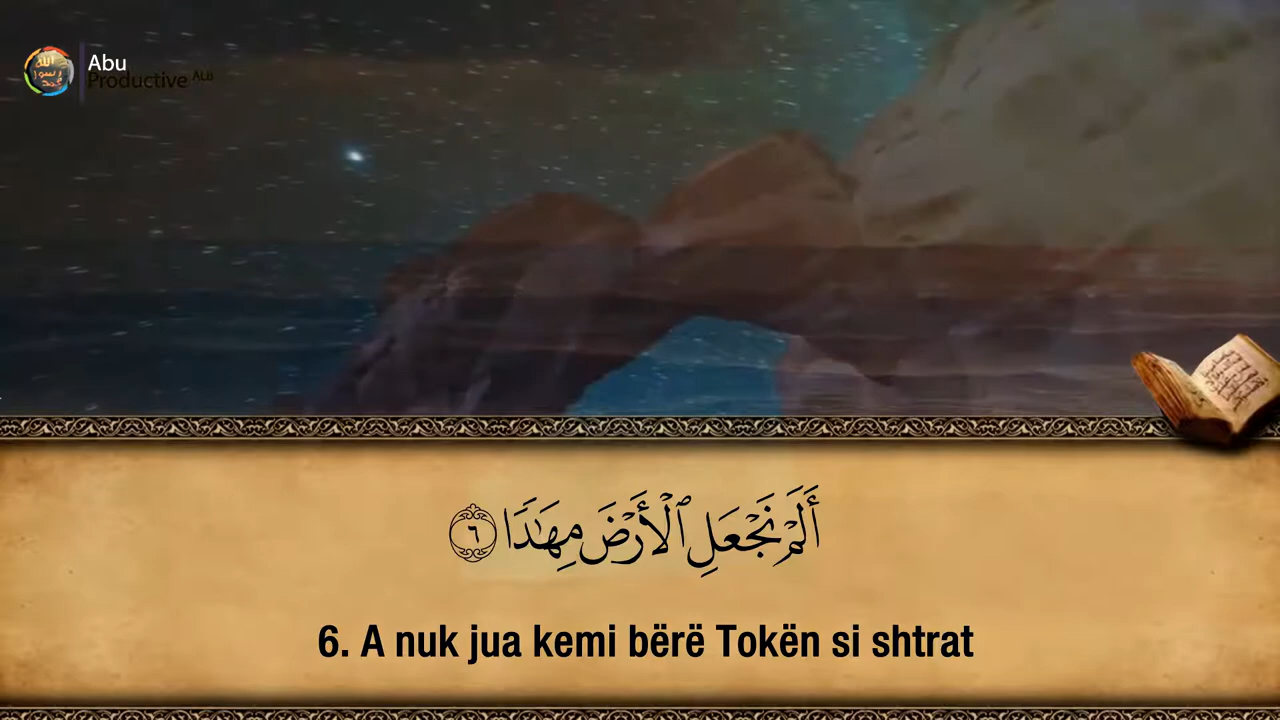 Abu
Productive ALB
أَلَمْ نَجْعَلِ ٱلْأَرْضَ مِهَـٰدًا ٦
6. A nuk jua kemi bërë Tokën si shtrat